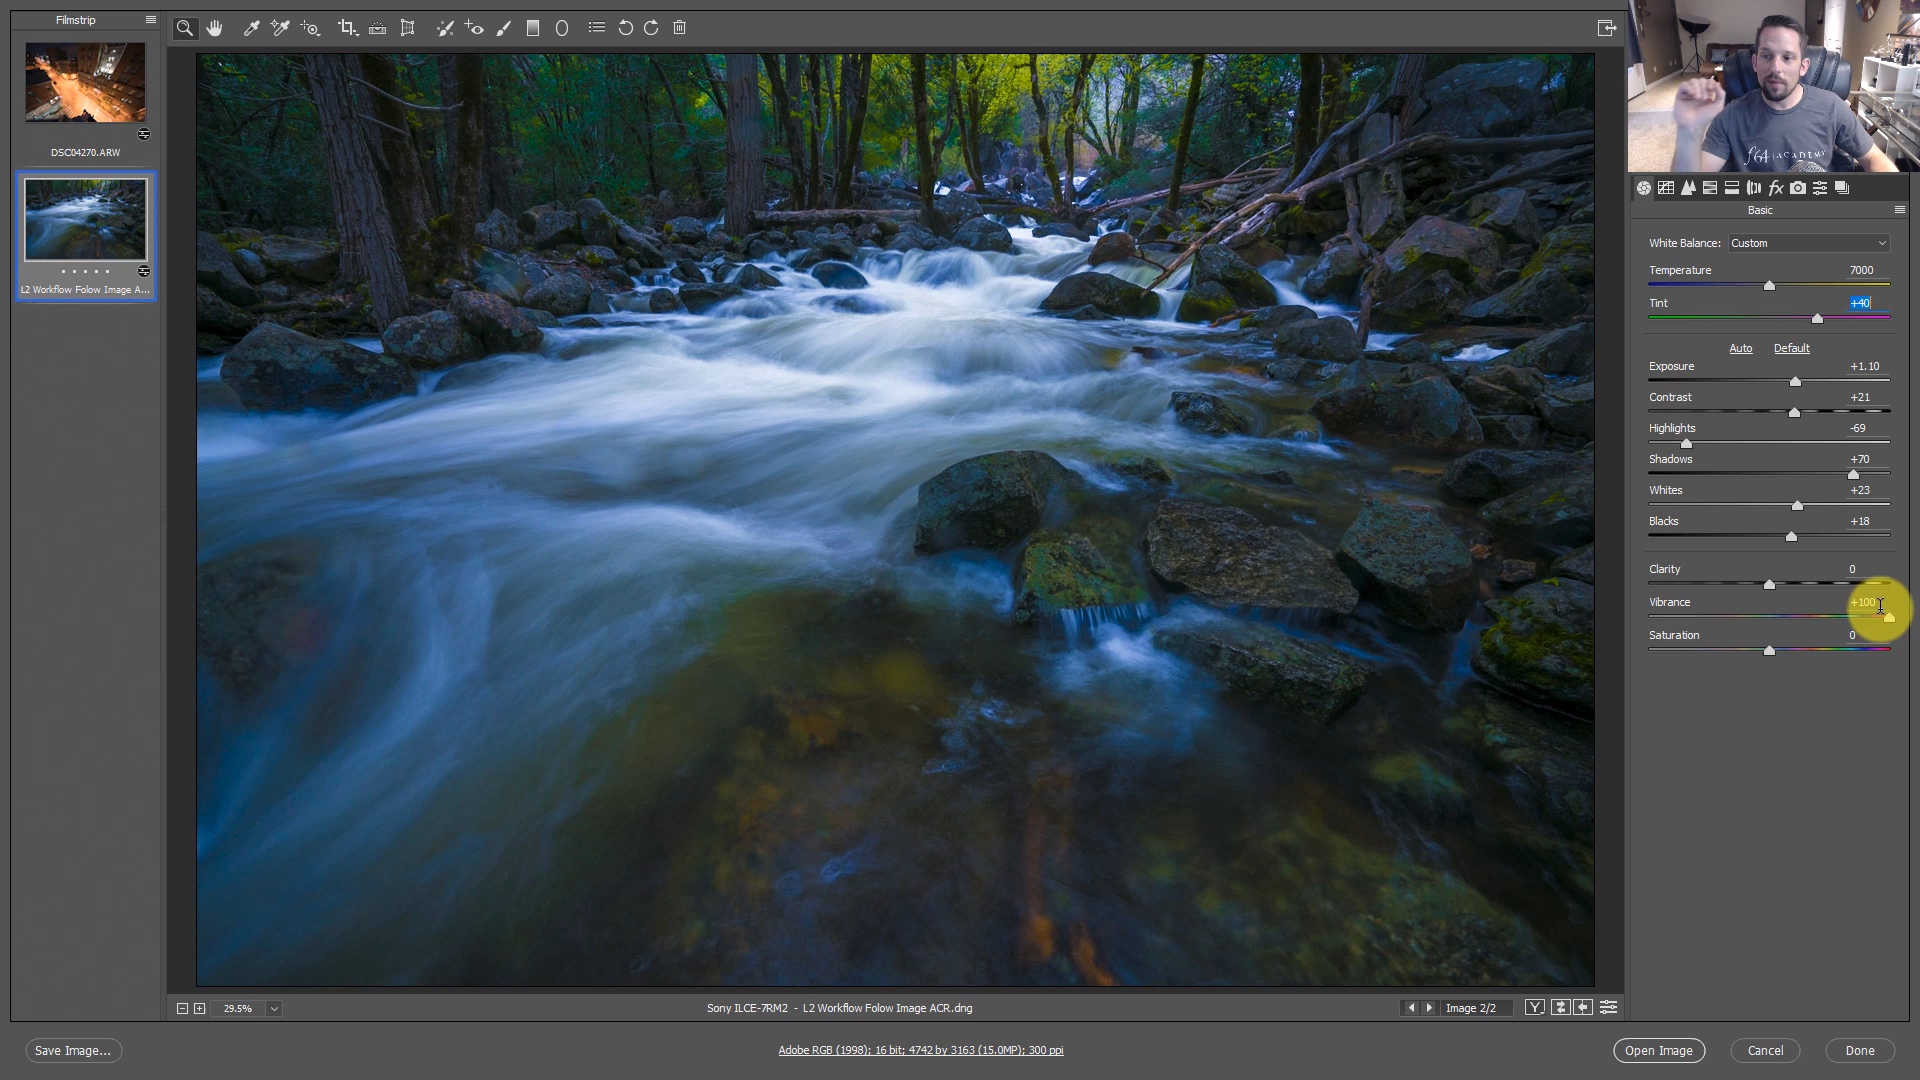 Filmstrip
DSC04270.ARW
L2 Workflow Folow Image A...
f64 | ACADEMY
Basic
White Balance: Custom
Temperature 7000
Tint +40
Auto Default
Exposure +1.10
Contrast +21
Highlights -69
Shadows +70
Whites +23
Blacks +18
Clarity 0
Vibrance +100
Saturation 0
29.5%
Sony ILCE-7RM2 - L2 Workflow Folow Image ACR.dng
Image 2/2
Save Image...
Adobe RGB (1998); 16 bit; 4742 by 3163 (15.0MP); 300 ppi
Open Image
Cancel
Done